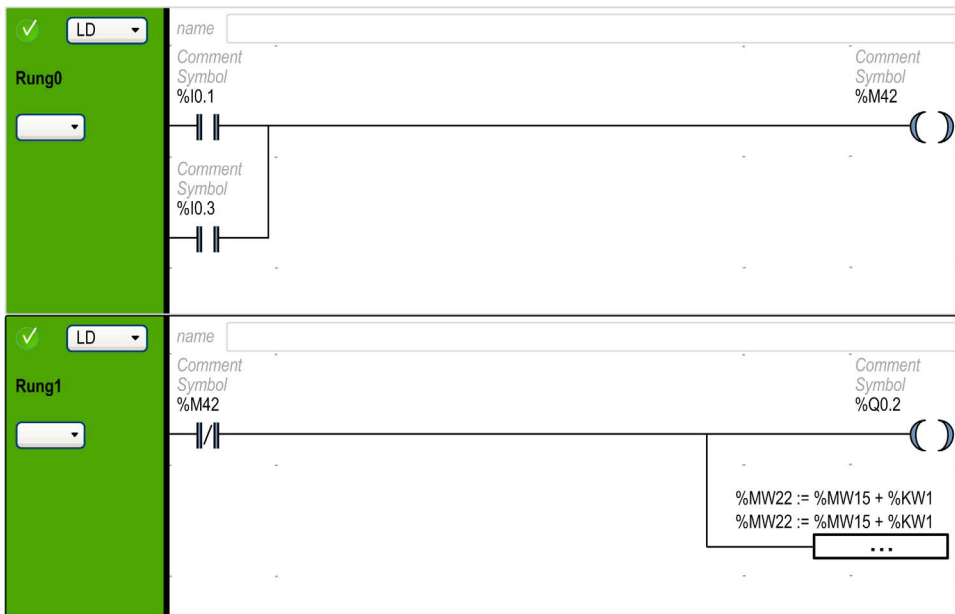 LD
name
Comment
Comment
Rung0
Symbol
Symbol
%I0.1
%M42
Comment
Symbol
%I0.3
LD
name
Comment
Comment
Rung1
Symbol
Symbol
%M42
%Q0.2
%MW22 := %MW15 + %KW1
%MW22 := %MW15 + %KW1
...